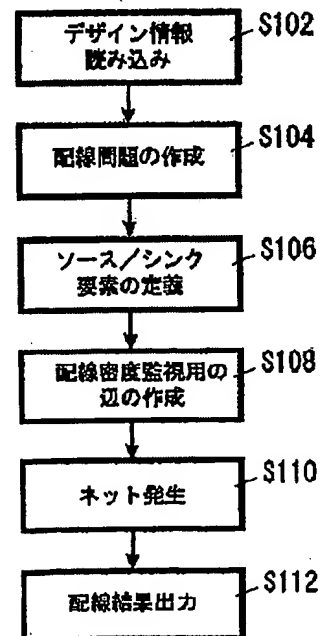 デザイン情報
読み込み
S102
配線問題の作成
S104
ソース／シンク
要素の定義
S106
配線密度監視用の
辺の作成
S108
ネット発生
S110
配線結果出力
S112